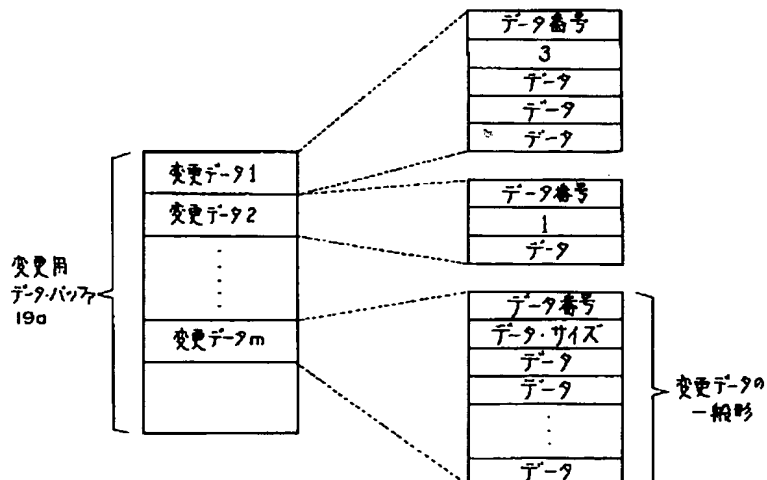 変更用
データ・バッファ
19a
変更データ1
変更データ2
変更データm
データ番号
3
データ
データ
データ
データ番号
1
データ
データ番号
データ・サイズ
データ
データ
データ
変更データの
一般形